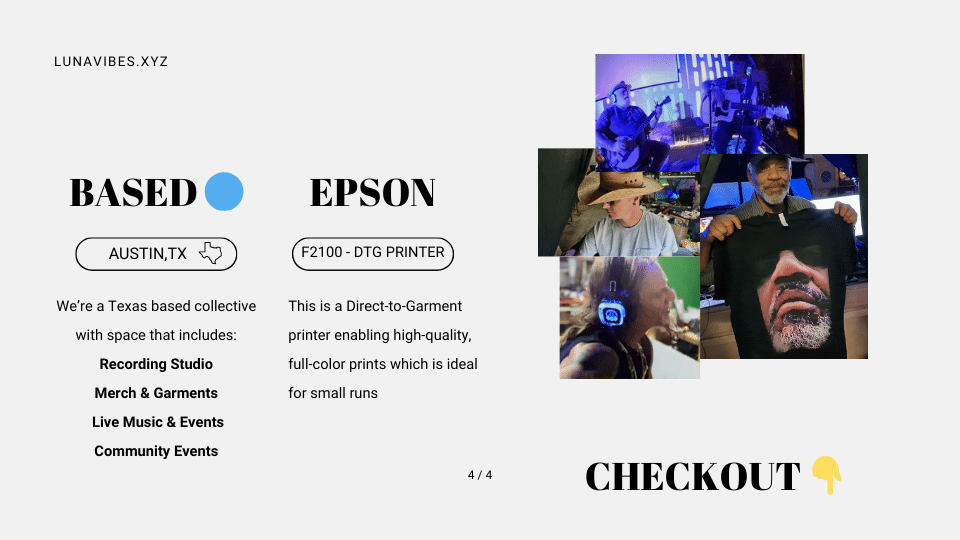 LUNAVIBES.XYZ
BASED
AUSTIN,TX
We’re a Texas based collective
with space that includes:
Recording Studio
Merch & Garments
Live Music & Events
Community Events
EPSON
F2100 - DTG PRINTER
This is a Direct-to-Garment
printer enabling high-quality,
full-color prints which is ideal
for small runs
4 / 4
CHECKOUT